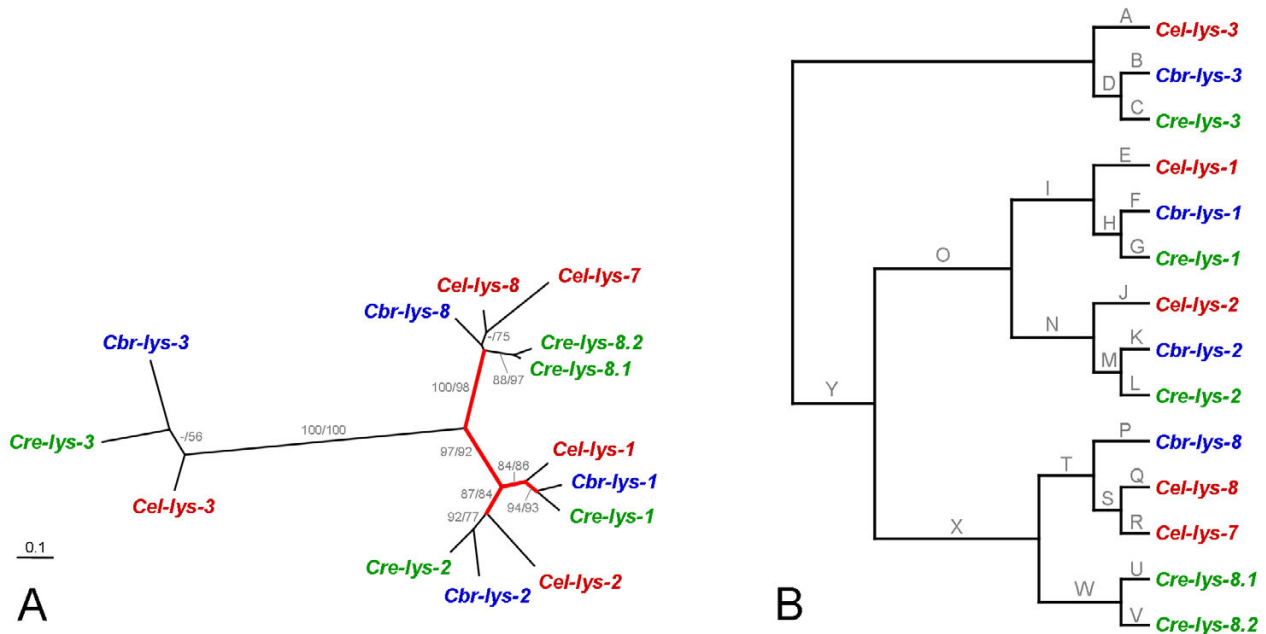 Cel-lys-7
Cel-lys-8
Cbr-lys-8
-/75
Cre-lys-8.2
Cre-lys-8.1
88/97
100/98
Cbr-lys-3
Cre-lys-3
-/56
100/100
Cel-lys-3
97/92
Cel-lys-1
84/86
Cbr-lys-1
94/93
Cre-lys-1
87/84
92/77
Cre-lys-2
Cbr-lys-2
Cel-lys-2
0.1
A
A Cel-lys-3
B Cbr-lys-3
D
C Cre-lys-3
E Cel-lys-1
I
F Cbr-lys-1
H
G Cre-lys-1
O
J Cel-lys-2
N
K Cbr-lys-2
M
L Cre-lys-2
Y
P Cbr-lys-8
T
Q Cel-lys-8
S
R Cel-lys-7
X
U Cre-lys-8.1
W
V Cre-lys-8.2
B